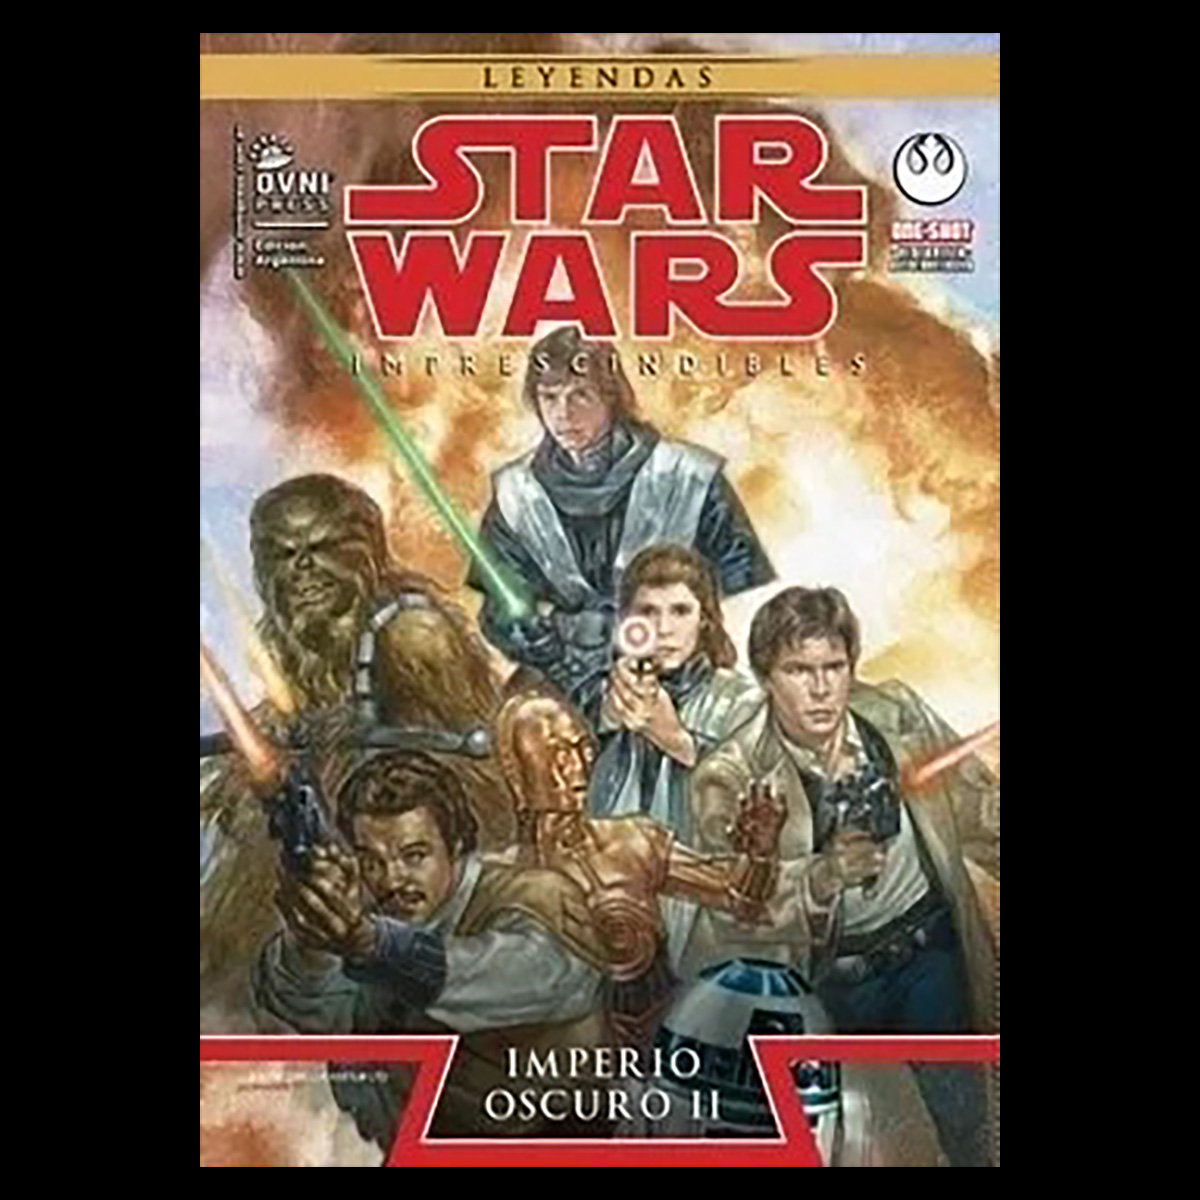 LEYENDAS
STAR
WARS
IMPRESCINDIBLES
OVNI
PRESS
Edición
Argentina
ONE-SHOT
IMPERIO
OSCURO II